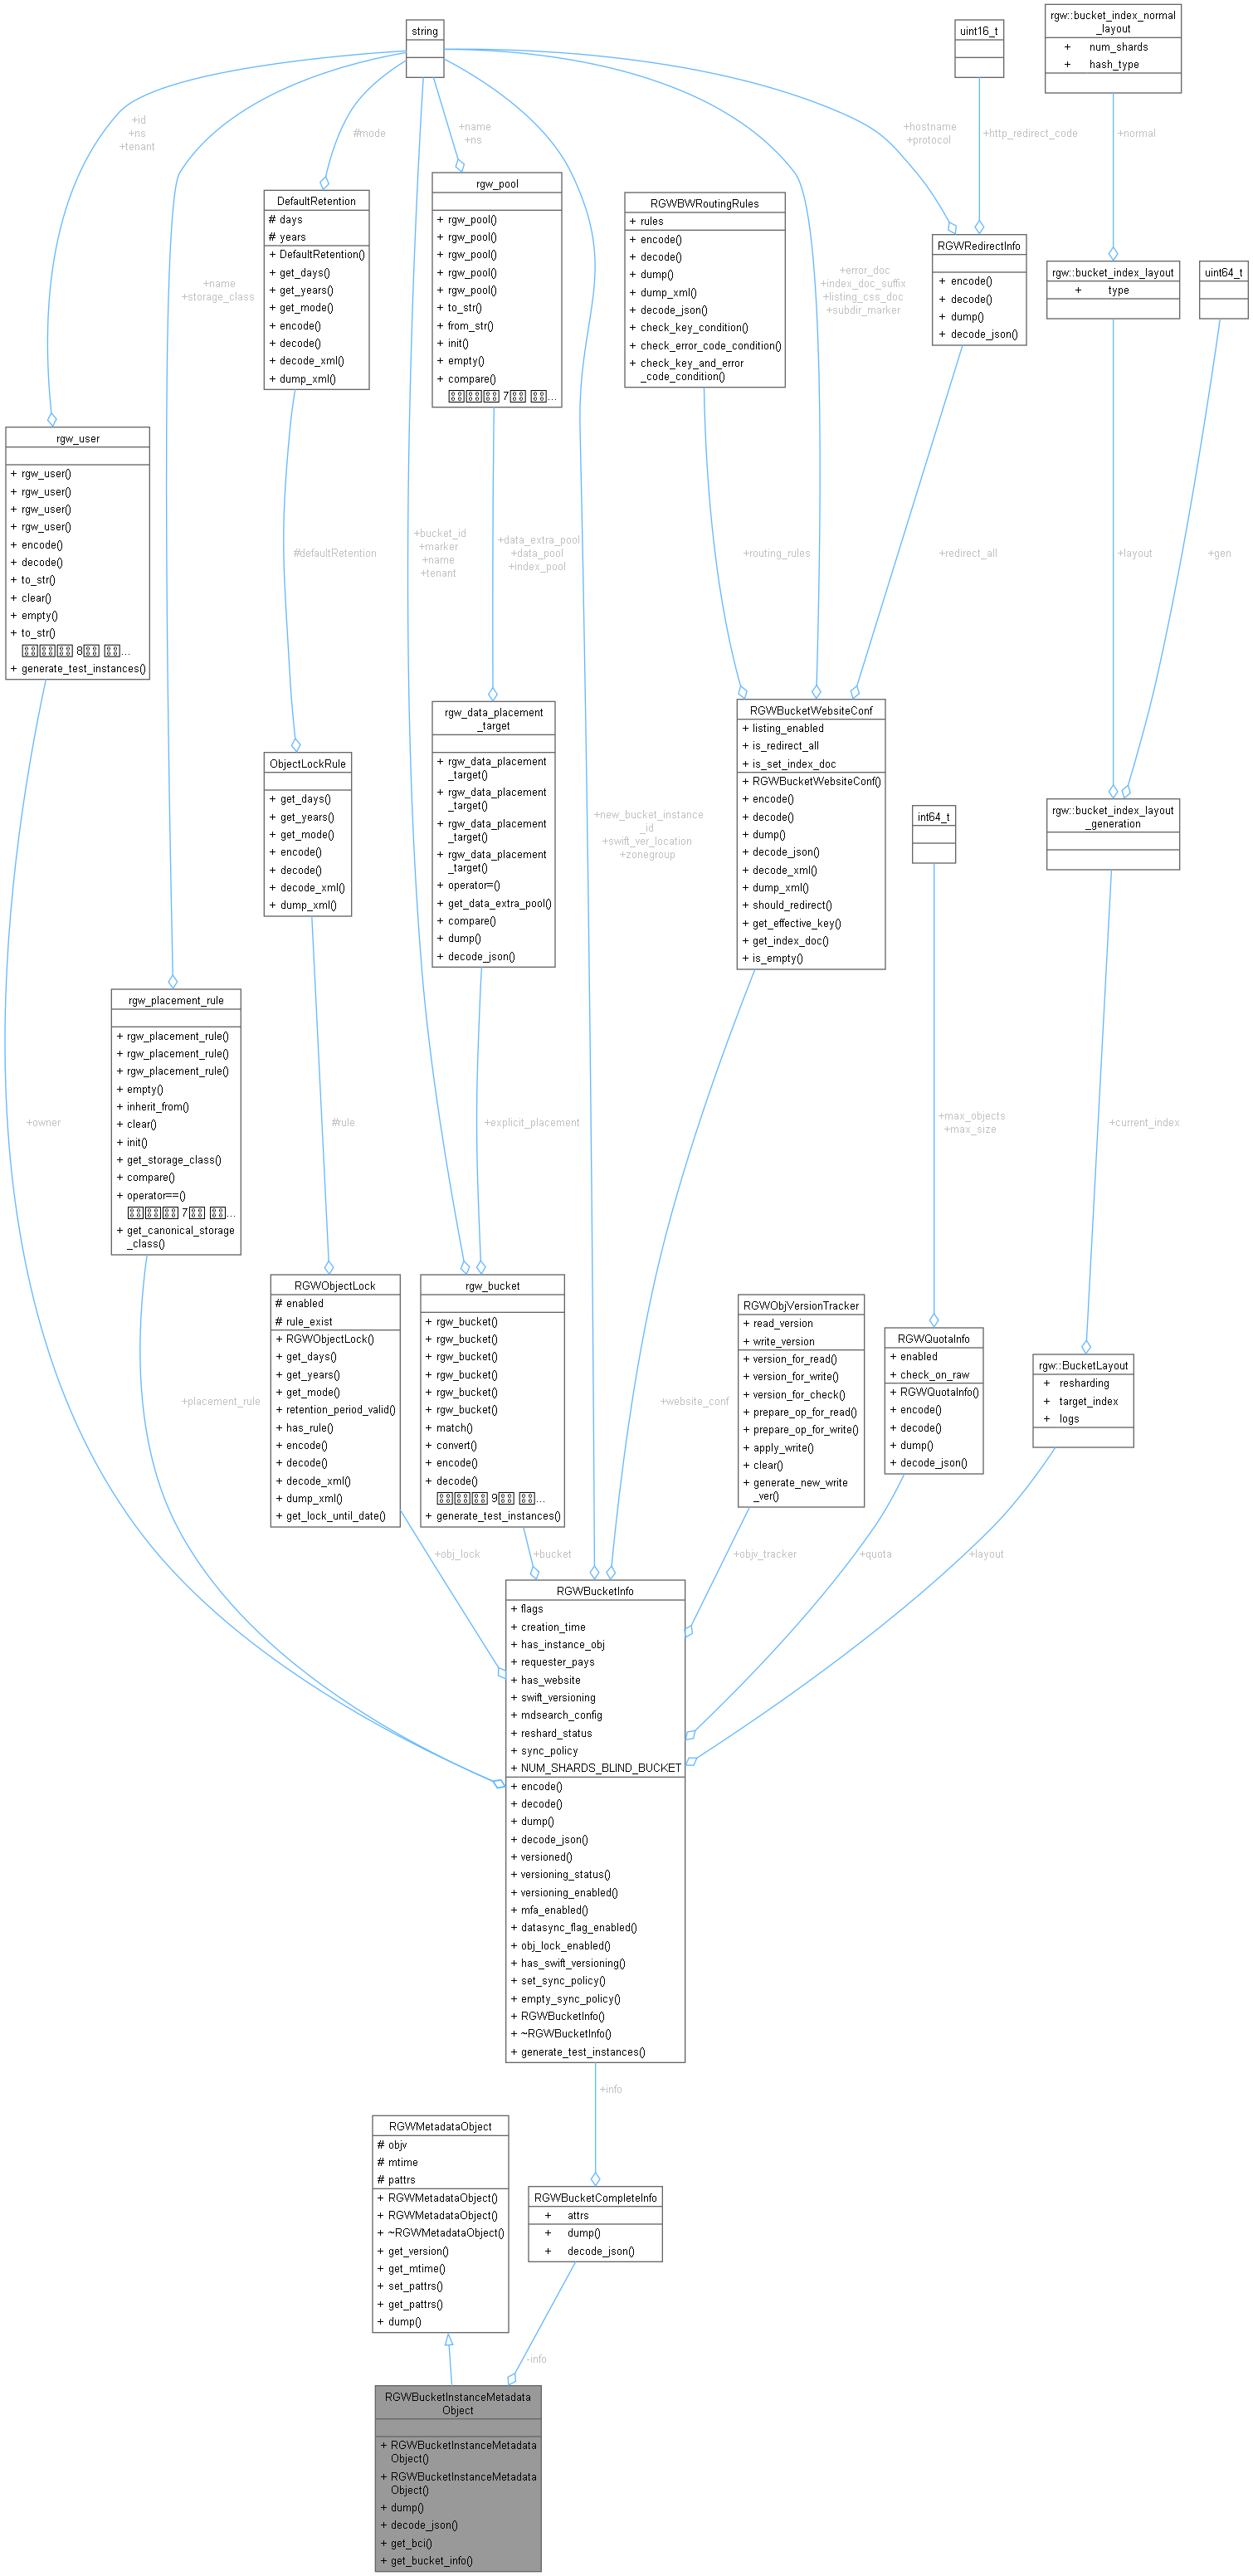 string
uint16_t
rgw::bucket_index_normal
_layout
+ num_shards
+ hash_type
+id
+ns
+tenant
#mode
+name
+ns
+hostname
+protocol
+http_redirect_code
+normal
DefaultRetention
# days
# years
+ DefaultRetention()
+ get_days()
+ get_years()
+ get_mode()
+ encode()
+ decode()
+ decode_xml()
+ dump_xml()
rgw_pool
+ rgw_pool()
+ rgw_pool()
+ rgw_pool()
+ rgw_pool()
+ rgw_pool()
+ to_str()
+ from_str()
+ init()
+ empty()
+ compare()
7 ...
RGWBWRoutingRules
+ rules
+ encode()
+ decode()
+ dump()
+ dump_xml()
+ decode_json()
+ check_key_condition()
+ check_error_code_condition()
+ check_key_and_error
_code_condition()
RGWRedirectInfo
+ encode()
+ decode()
+ dump()
+ decode_json()
rgw::bucket_index_layout
+ type
uint64_t
+name
+storage_class
+error_doc
+index_doc_suffix
+listing_css_doc
+subdir_marker
rgw_user
+ rgw_user()
+ rgw_user()
+ rgw_user()
+ rgw_user()
+ encode()
+ decode()
+ to_str()
+ clear()
+ empty()
+ to_str()
8 ...
+ generate_test_instances()
#defaultRetention
+bucket_id
+marker
+name
+tenant
+data_extra_pool
+data_pool
+index_pool
+routing_rules
+redirect_all
+layout
+gen
ObjectLockRule
+ get_days()
+ get_years()
+ get_mode()
+ encode()
+ decode()
+ decode_xml()
+ dump_xml()
rgw_data_placement
_target
+ rgw_data_placement
_target()
+ rgw_data_placement
_target()
+ rgw_data_placement
_target()
+ rgw_data_placement
_target()
+ operator=()
+ get_data_extra_pool()
+ compare()
+ dump()
+ decode_json()
+new_bucket_instance
_id
+swift_ver_location
+zonegroup
RGWBucketWebsiteConf
+ listing_enabled
+ is_redirect_all
+ is_set_index_doc
+ RGWBucketWebsiteConf()
+ encode()
+ decode()
+ dump()
+ decode_json()
+ decode_xml()
+ dump_xml()
+ should_redirect()
+ get_effective_key()
+ get_index_doc()
+ is_empty()
int64_t
rgw::bucket_index_layout
_generation
rgw_placement_rule
+ rgw_placement_rule()
+ rgw_placement_rule()
+ rgw_placement_rule()
+ empty()
+ inherit_from()
+ clear()
+ init()
+ get_storage_class()
+ compare()
+ operator==()
7 ...
+ get_canonical_storage
_class()
+owner
#rule
+explicit_placement
+max_objects
+max_size
+current_index
RGWObjectLock
# enabled
# rule_exist
+ RGWObjectLock()
+ get_days()
+ get_years()
+ get_mode()
+ retention_period_valid()
+ has_rule()
+ encode()
+ decode()
+ decode_xml()
+ dump_xml()
+ get_lock_until_date()
rgw_bucket
+ rgw_bucket()
+ rgw_bucket()
+ rgw_bucket()
+ rgw_bucket()
+ rgw_bucket()
+ rgw_bucket()
+ match()
+ convert()
+ encode()
+ decode()
9 ...
+ generate_test_instances()
RGWObjVersionTracker
+ read_version
+ write_version
+ version_for_read()
+ version_for_write()
+ version_for_check()
+ prepare_op_for_read()
+ prepare_op_for_write()
+ apply_write()
+ clear()
+ generate_new_write
_ver()
RGWQuotaInfo
+ enabled
+ check_on_raw
+ RGWQuotaInfo()
+ encode()
+ decode()
+ dump()
+ decode_json()
rgw::BucketLayout
+ resharding
+ target_index
+ logs
+placement_rule
+website_conf
+obj_lock
+bucket
+objv_tracker
+quota
+layout
RGWBucketInfo
+ flags
+ creation_time
+ has_instance_obj
+ requester_pays
+ has_website
+ swift_versioning
+ mdsearch_config
+ reshard_status
+ sync_policy
+ NUM_SHARDS_BLIND_BUCKET
+ encode()
+ decode()
+ dump()
+ decode_json()
+ versioned()
+ versioning_status()
+ versioning_enabled()
+ mfa_enabled()
+ datasync_flag_enabled()
+ obj_lock_enabled()
+ has_swift_versioning()
+ set_sync_policy()
+ empty_sync_policy()
+ RGWBucketInfo()
+ ~RGWBucketInfo()
+ generate_test_instances()
+info
RGWMetadataObject
# objv
# mtime
# pattrs
+ RGWMetadataObject()
+ RGWMetadataObject()
+ ~RGWMetadataObject()
+ get_version()
+ get_mtime()
+ set_pattrs()
+ get_pattrs()
+ dump()
RGWBucketCompleteInfo
+ attrs
+ dump()
+ decode_json()
-info
RGWBucketInstanceMetadata
Object
+ RGWBucketInstanceMetadata
Object()
+ RGWBucketInstanceMetadata
Object()
+ dump()
+ decode_json()
+ get_bci()
+ get_bucket_info()